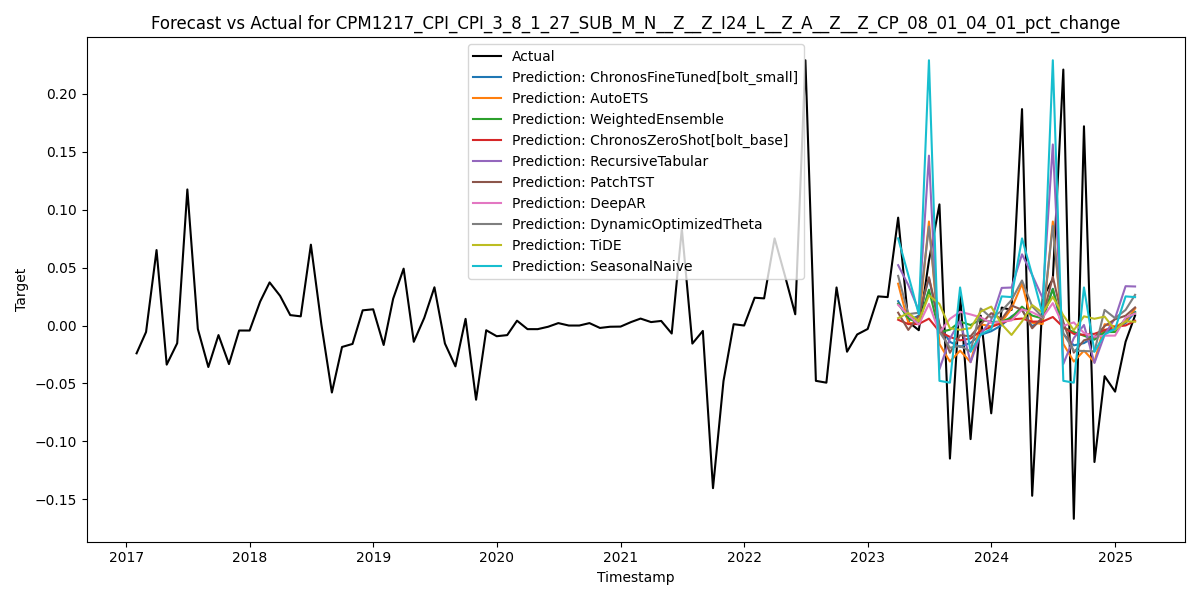 Forecast vs Actual for CPM1217_CPI_CPI_3_8_1_27_SUB_M_N__Z__Z_I24_L__Z_A__Z__Z_CP_08_01_04_01_pct_change
Actual
Prediction: ChronosFineTuned[bolt_small]
Prediction: AutoETS
Prediction: WeightedEnsemble
Prediction: ChronosZeroShot[bolt_base]
Prediction: RecursiveTabular
Prediction: PatchTST
Prediction: DeepAR
Prediction: DynamicOptimizedTheta
Prediction: TiDE
Prediction: SeasonalNaive
Target
0.20
0.15
0.10
0.05
0.00
−0.05
−0.10
−0.15
2017 2018 2019 2020 2021 2022 2023 2024 2025
Timestamp